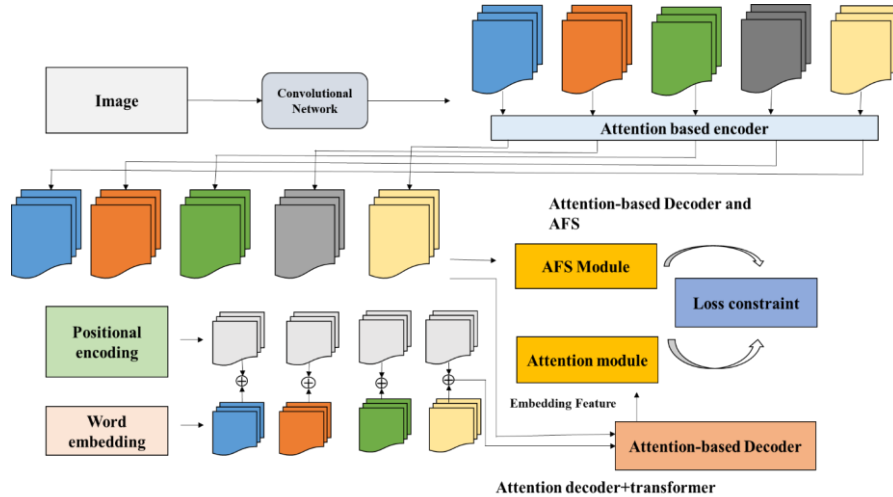 Image
Convolutional
Network
Attention based encoder
Attention-based Decoder and
AFS
AFS Module
Loss constraint
Positional
encoding
Attention module
Word
embedding
Embedding Feature
Attention-based Decoder
Attention decoder+transformer